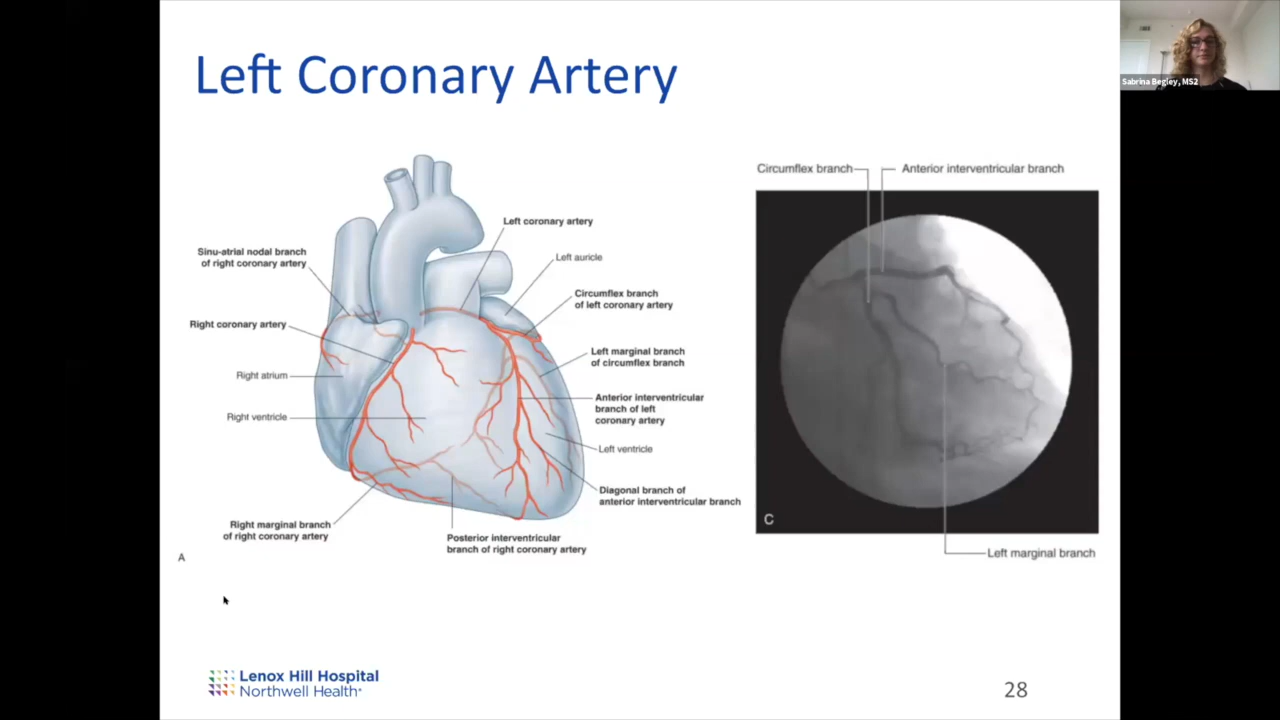 Left Coronary Artery
Sabrina Begley, MS2
Left coronary artery
Sinu-atrial nodal branch
of right coronary artery
Left auricle
Circumflex branch
of left coronary artery
Right coronary artery
Left marginal branch
of circumflex branch
Right atrium
Anterior interventricular
branch of left
coronary artery
Right ventricle
Left ventricle
Diagonal branch of
anterior interventricular branch
Right marginal branch
of right coronary artery
Posterior interventricular
branch of right coronary artery
A
Circumflex branch
Anterior interventricular branch
C
Left marginal branch
Lenox Hill Hospital
Northwell Health
28